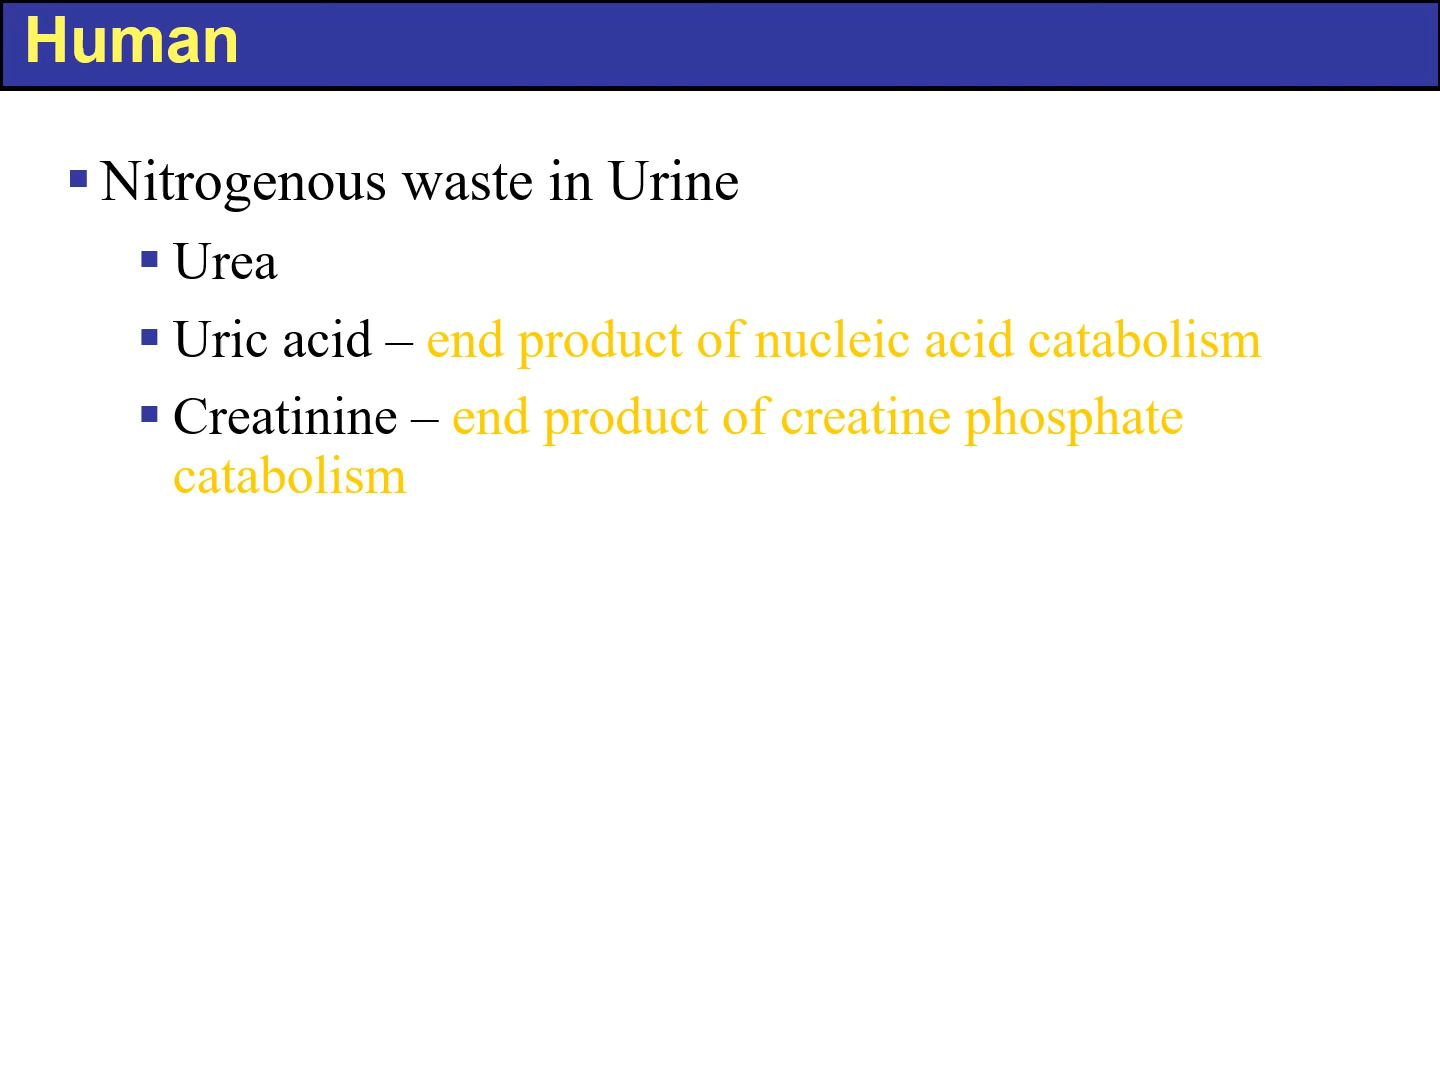 Human
▪ Nitrogenous waste in Urine
▪ Urea
▪ Uric acid – end product of nucleic acid catabolism
▪ Creatinine – end product of creatine phosphate
catabolism